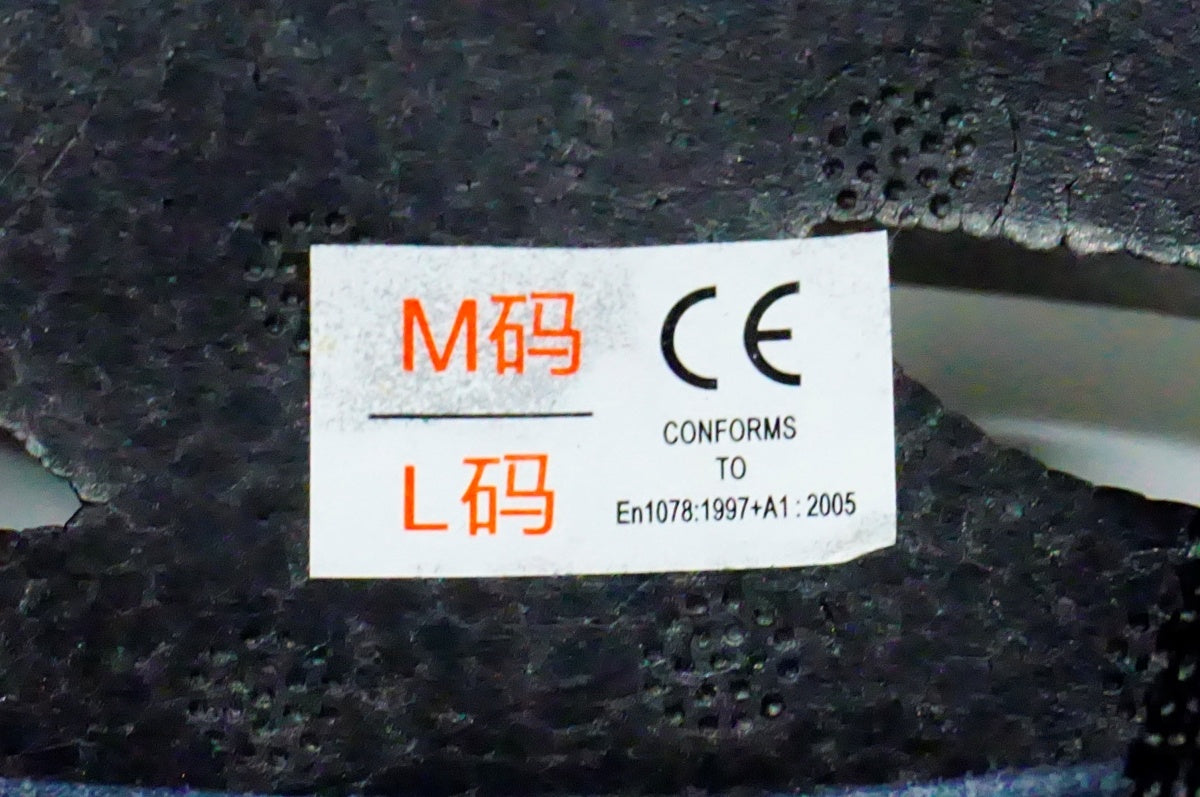 M码
L码
CE
CONFORMS
TO
En1078:1997+A1:2005